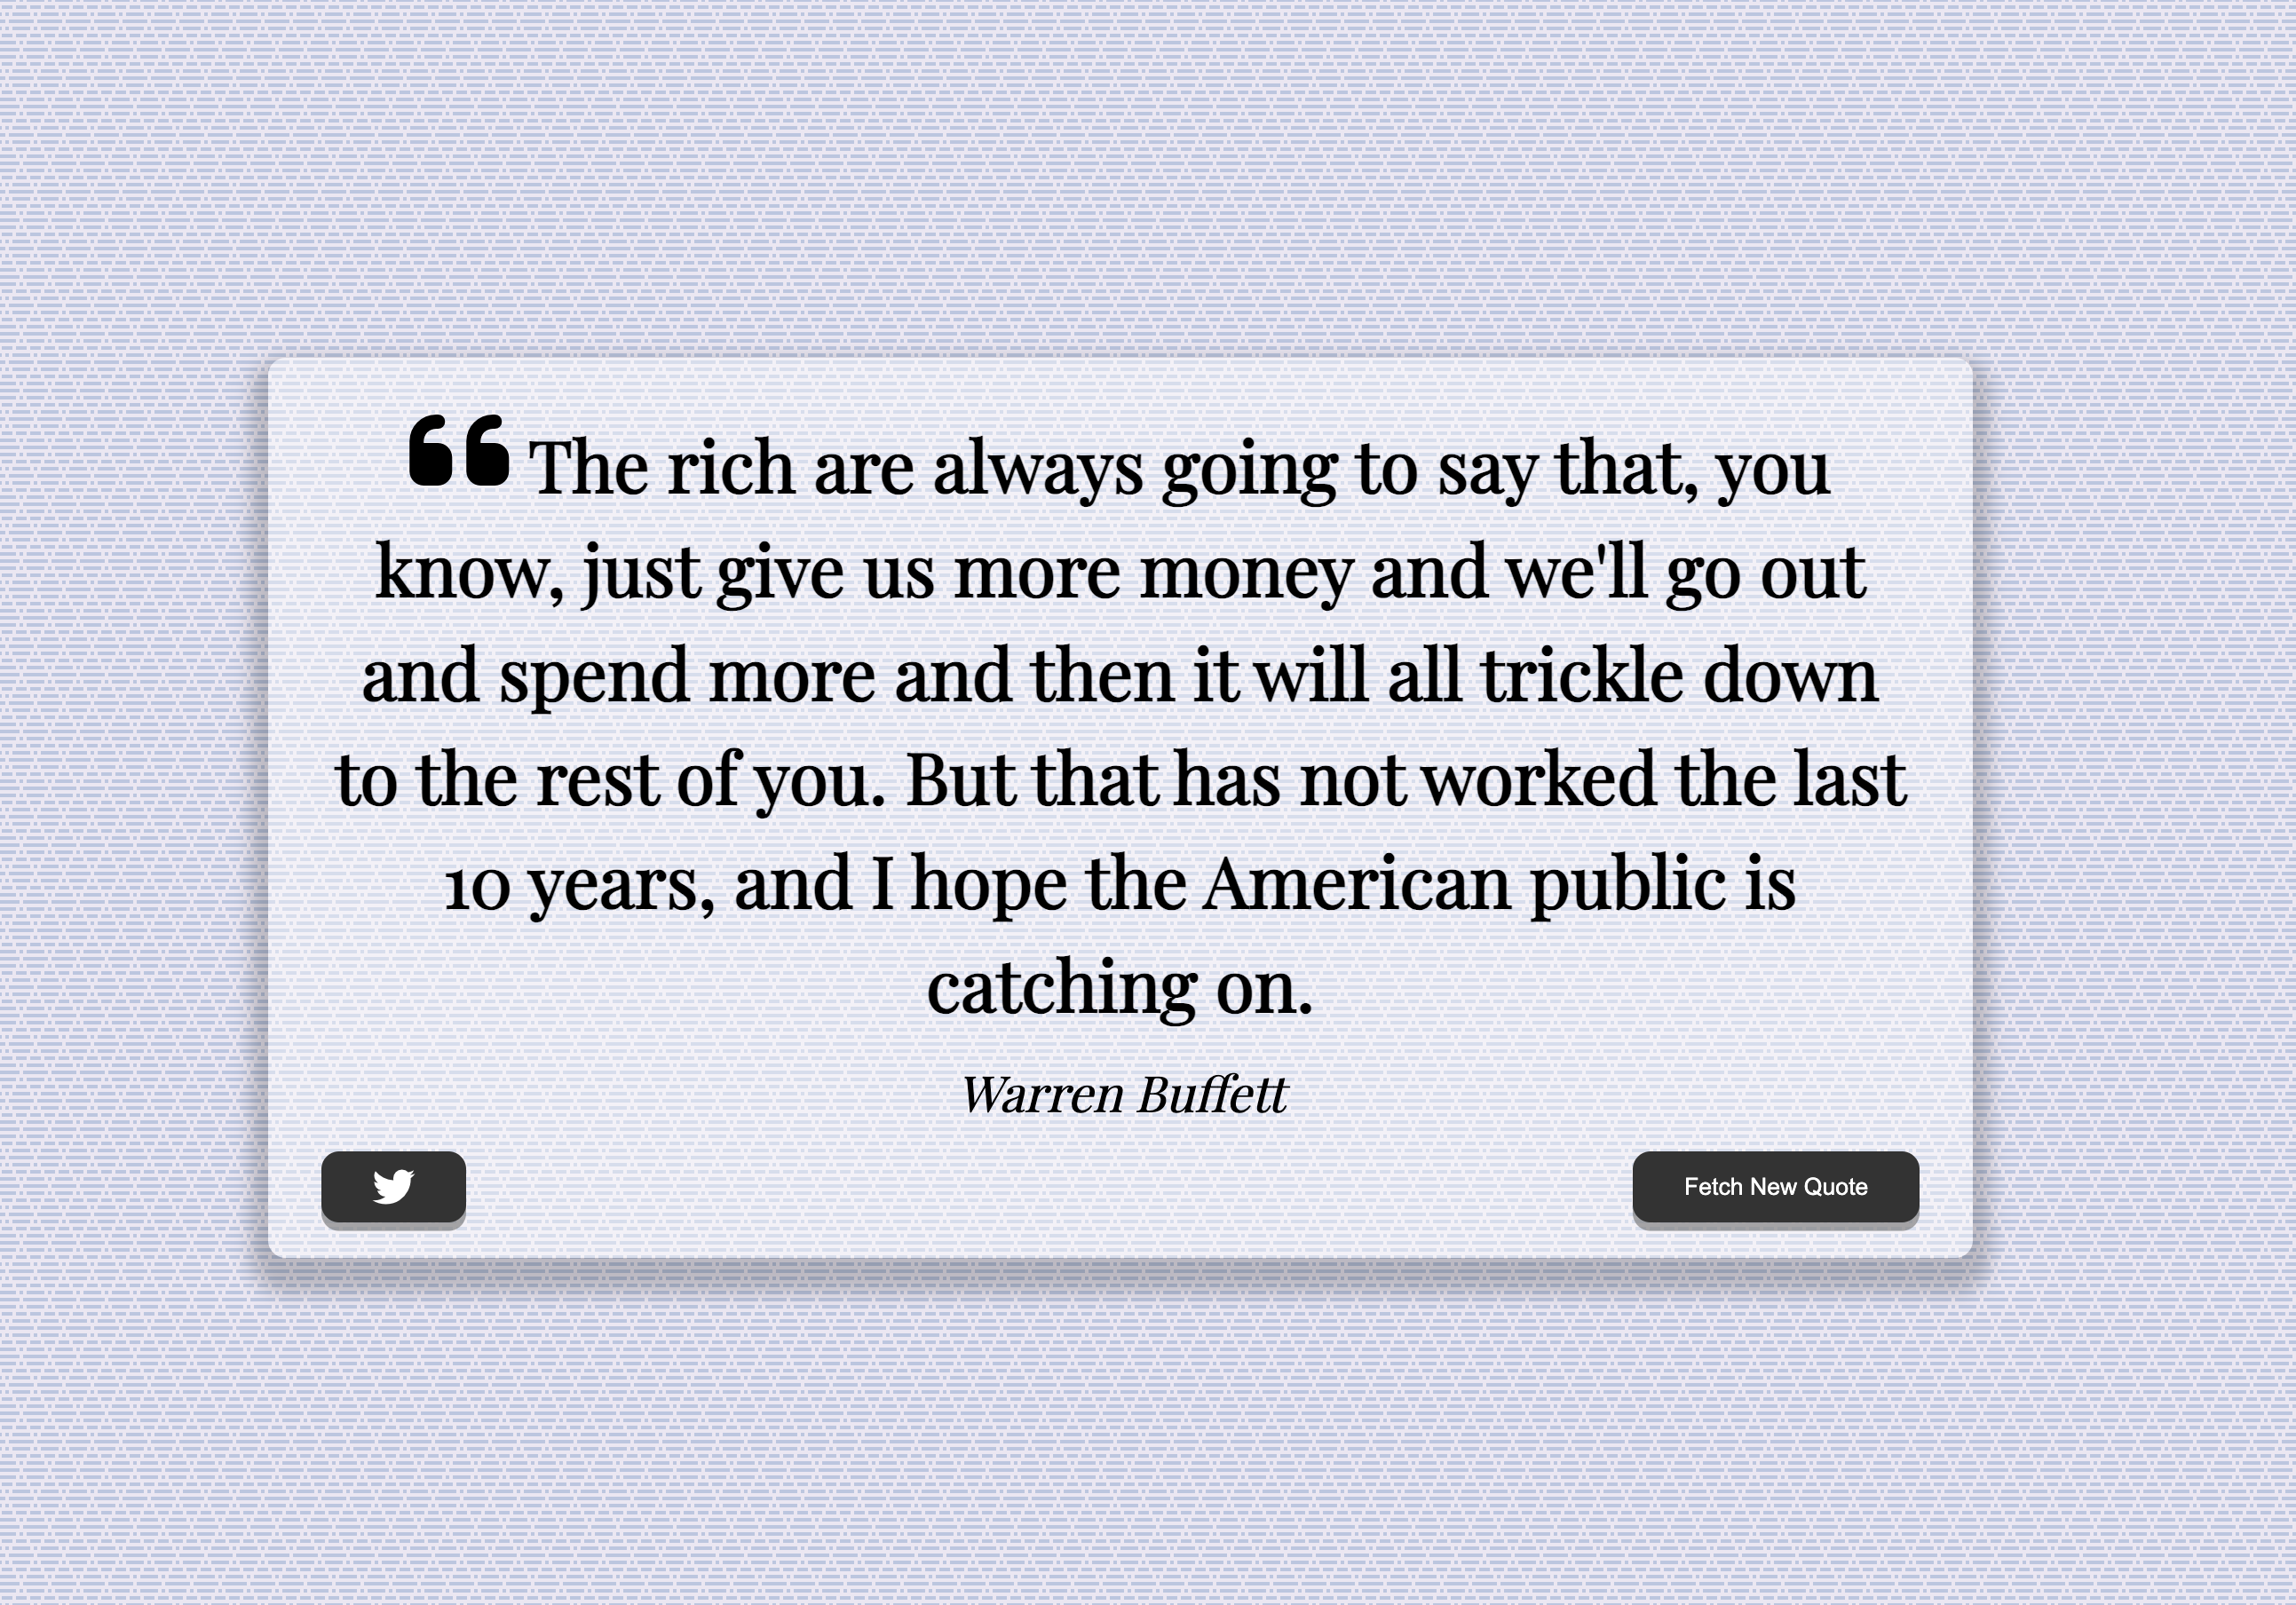 The rich are always going to say that, you
know, just give us more money and we'll go out
and spend more and then it will all trickle down
to the rest of you. But that has not worked the last
10 years, and I hope the American public is
catching on.
Warren Buffett
Fetch New Quote